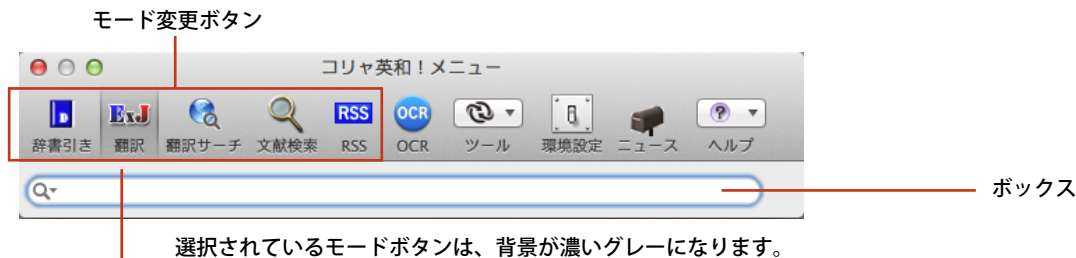 モード変更ボタン
コリャ英和！メニュー
D ExJ RSS OCR ?
辞書引き 翻訳 翻訳サーチ 文献検索 RSS OCR ツール 環境設定 ニュース ヘルプ
ボックス
選択されているモードボタンは、背景が濃いグレーになります。